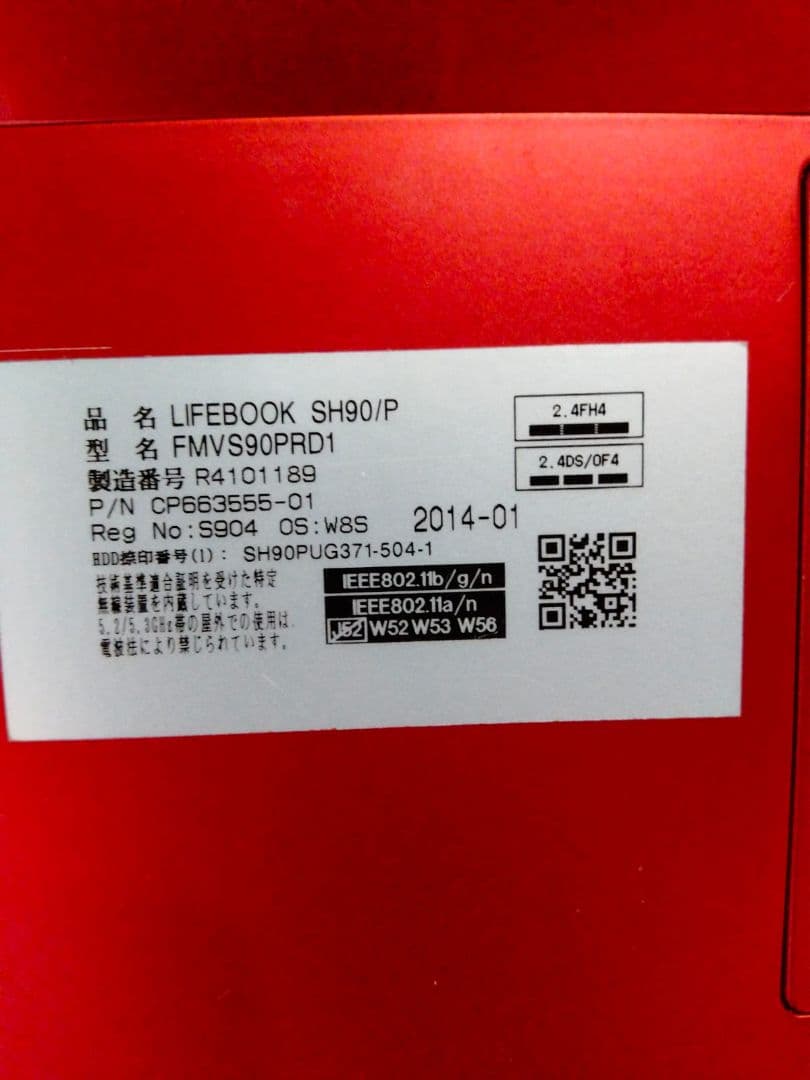 品 名 LIFEBOOK SH90/P
型 名 FMVS90PRD1
製造番号 R4101189
P/N CP663555-01
Reg No:S904 OS:W8S 2014-01
HDD捺印番号(1): SH90PUG371-504-1
技術基準適合証明を受けた特定
無線装置を内蔵しています。
5.2/5.3GHz帯の屋外での使用は、
電波法により禁じられています。
2.4FH4
2.4DS/OF4
IEEE802.11b/g/n
IEEE802.11a/n
J52 W52 W53 W56